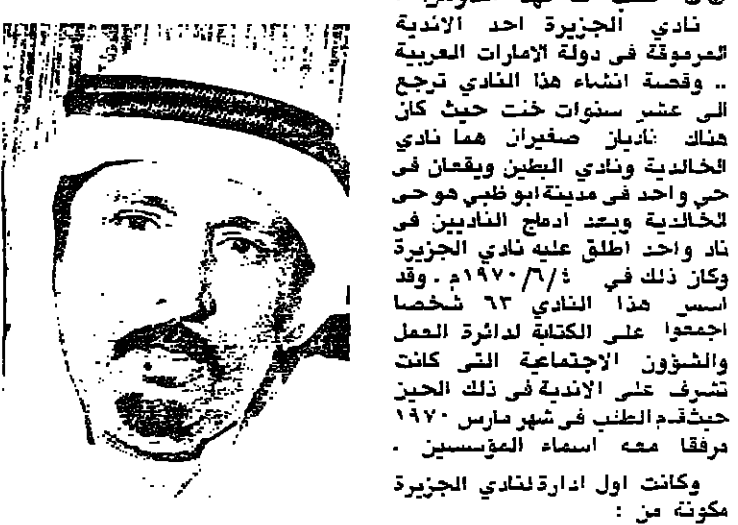 نادي الجزيرة احد الاندية
المرموقة في دولة الامارات العربية
.. وقصة انشاء هذا النادي ترجع
الى عشر سنوات خلت حيث كان
هناك ناديان صغيران هما نادي
الخالدية ونادي البطين ويقعان في
حي واحد في مدينة ابو ظبي هو حي
الخالدية وبعد ادماج الناديين في
ناد واحد اطلق عليه نادي الجزيرة
وكان ذلك في ٤/٦/١٩٧٠م . وقد
اسس هذا النادي ٦٣ شخصا
اجمعوا على الكتابة لدائرة العمل
والشؤون الاجتماعية التي كانت
تشرف على الاندية في ذلك الحين
حيث قدم الطلب في شهر مارس ١٩٧٠
مرفقا معه اسماء المؤسسين .
وكانت اول ادارة لنادي الجزيرة
مكونة من :